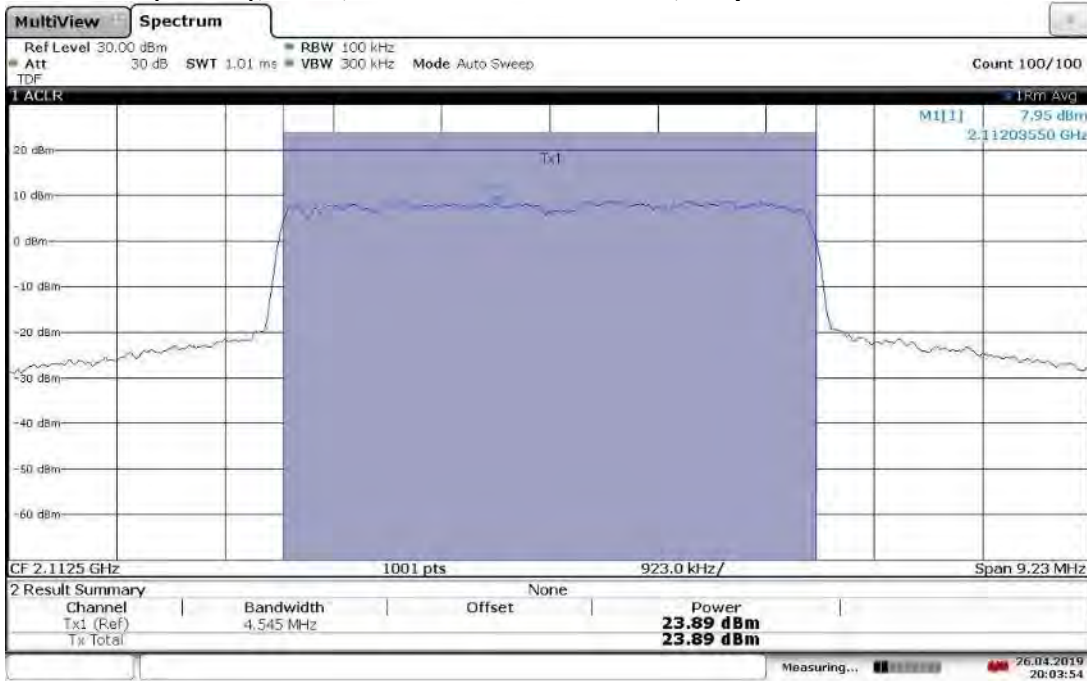 MultiView Spectrum
Ref Level 30.00 dBm RBW 100 kHz
Att 30 dB SWT 1.01 ms VBW 300 kHz Mode Auto Sweep Count 100/100
TDF
1 ACLR 1Rm Avg
M1[1] 7.95 dBm
2.11203550 GHz
20 dBm
Tx1
10 dBm
0 dBm
-10 dBm
-20 dBm
-30 dBm
-40 dBm
-50 dBm
-60 dBm
CF 2.1125 GHz 1001 pts 923.0 kHz/ Span 9.23 MHz
2 Result Summary None
Channel Bandwidth Offset Power
Tx1 (Ref) 4.545 MHz 23.89 dBm
Tx Total 23.89 dBm
Measuring... 26.04.2019
20:03:54